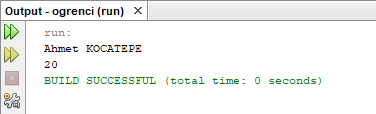 Output - ogrenci (run)
run:
Ahmet KOCATEPE
20
BUILD SUCCESSFUL (total time: 0 seconds)